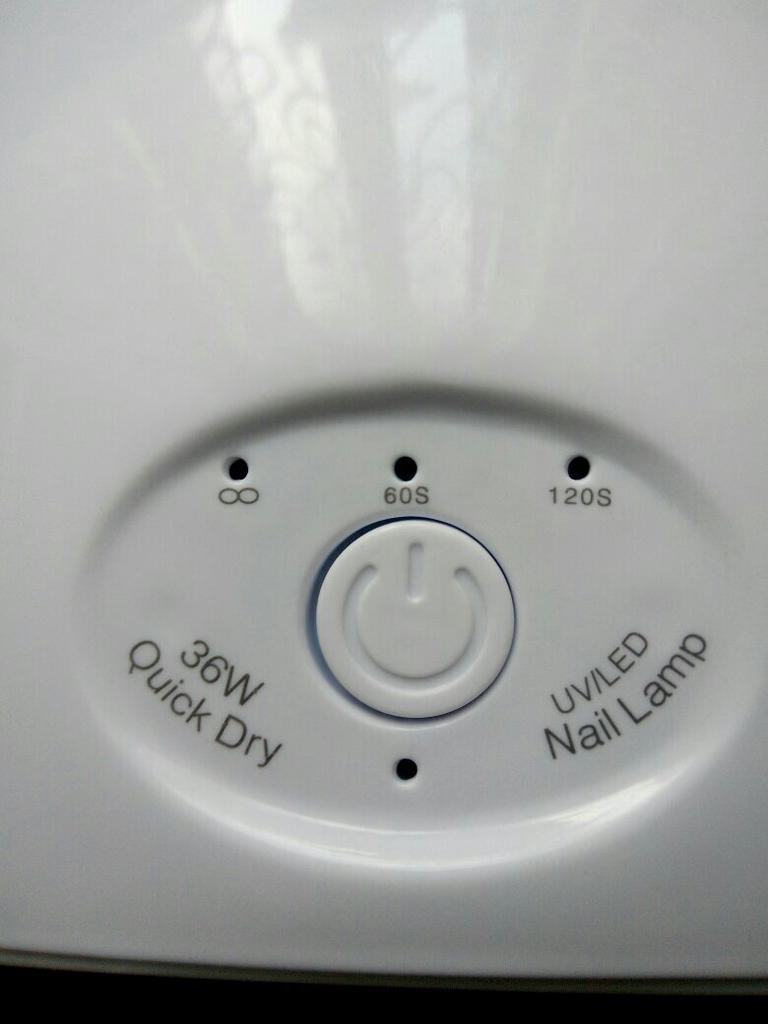 ∞
60S
120S
36W
Quick Dry
UV/LED
Nail Lamp